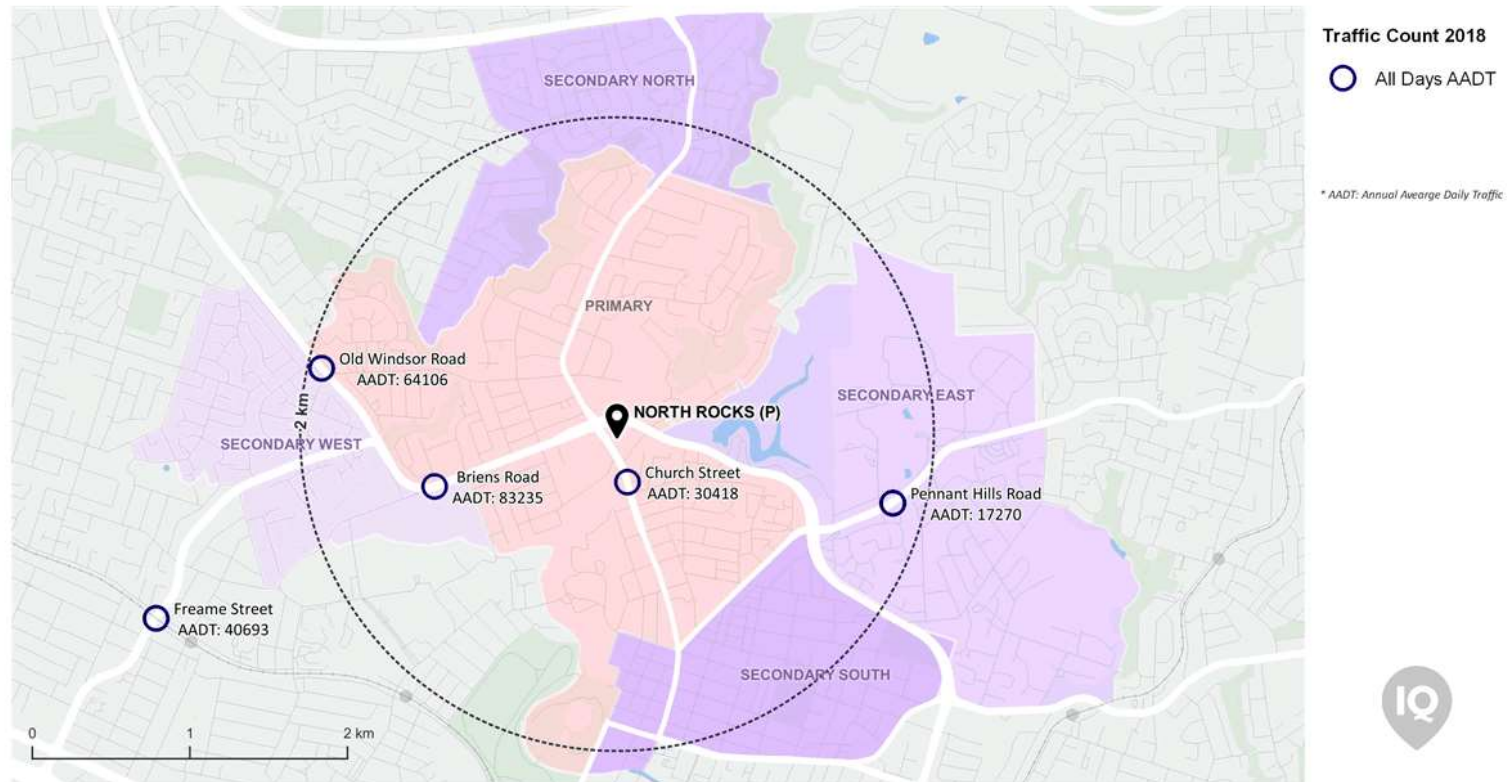 Traffic Count 2018
All Days AADT
* AADT: Annual Avearge Daily Traffic
SECONDARY NORTH
PRIMARY
Old Windsor Road
AADT: 64106
2 km
SECONDARY WEST
NORTH ROCKS (P)
SECONDARY EAST
Briens Road
AADT: 83235
Church Street
AADT: 30418
Pennant Hills Road
AADT: 17270
Freame Street
AADT: 40693
SECONDARY SOUTH
0 1 2 km
IQ